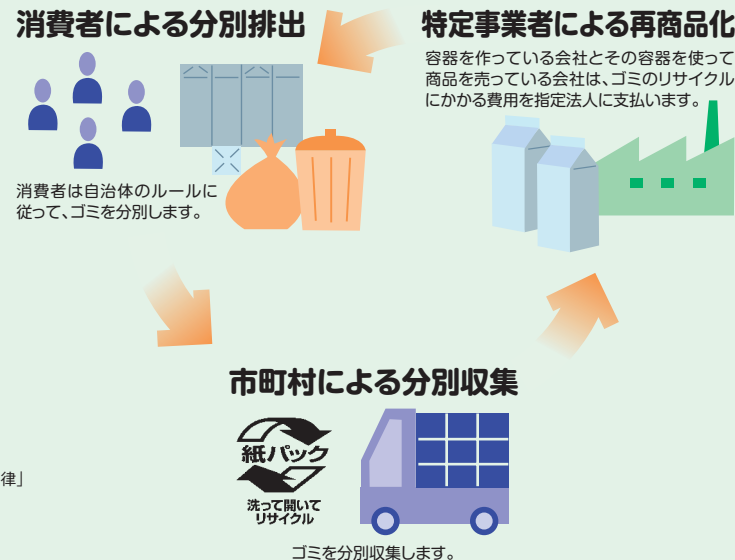 消費者による分別排出
特定事業者による再商品化
容器を作っている会社とその容器を使って
商品を売っている会社は、ゴミのリサイクル
にかかる費用を指定法人に支払います。
消費者は自治体のルールに
従って、ゴミを分別します。
市町村による分別収集
紙パック
洗って開いて
リサイクル
律」
ゴミを分別収集します。